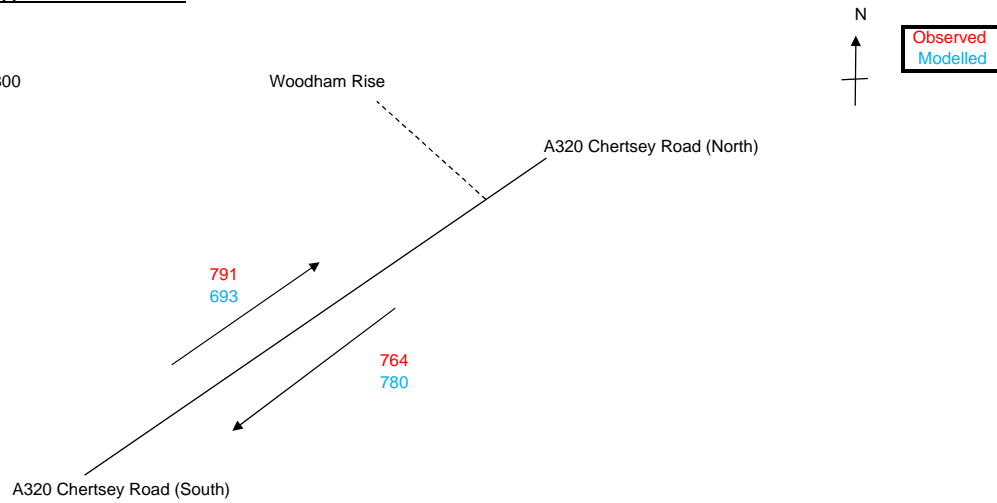 N
Observed
Modelled
Woodham Rise
A320 Chertsey Road (North)
791
693
764
780
A320 Chertsey Road (South)